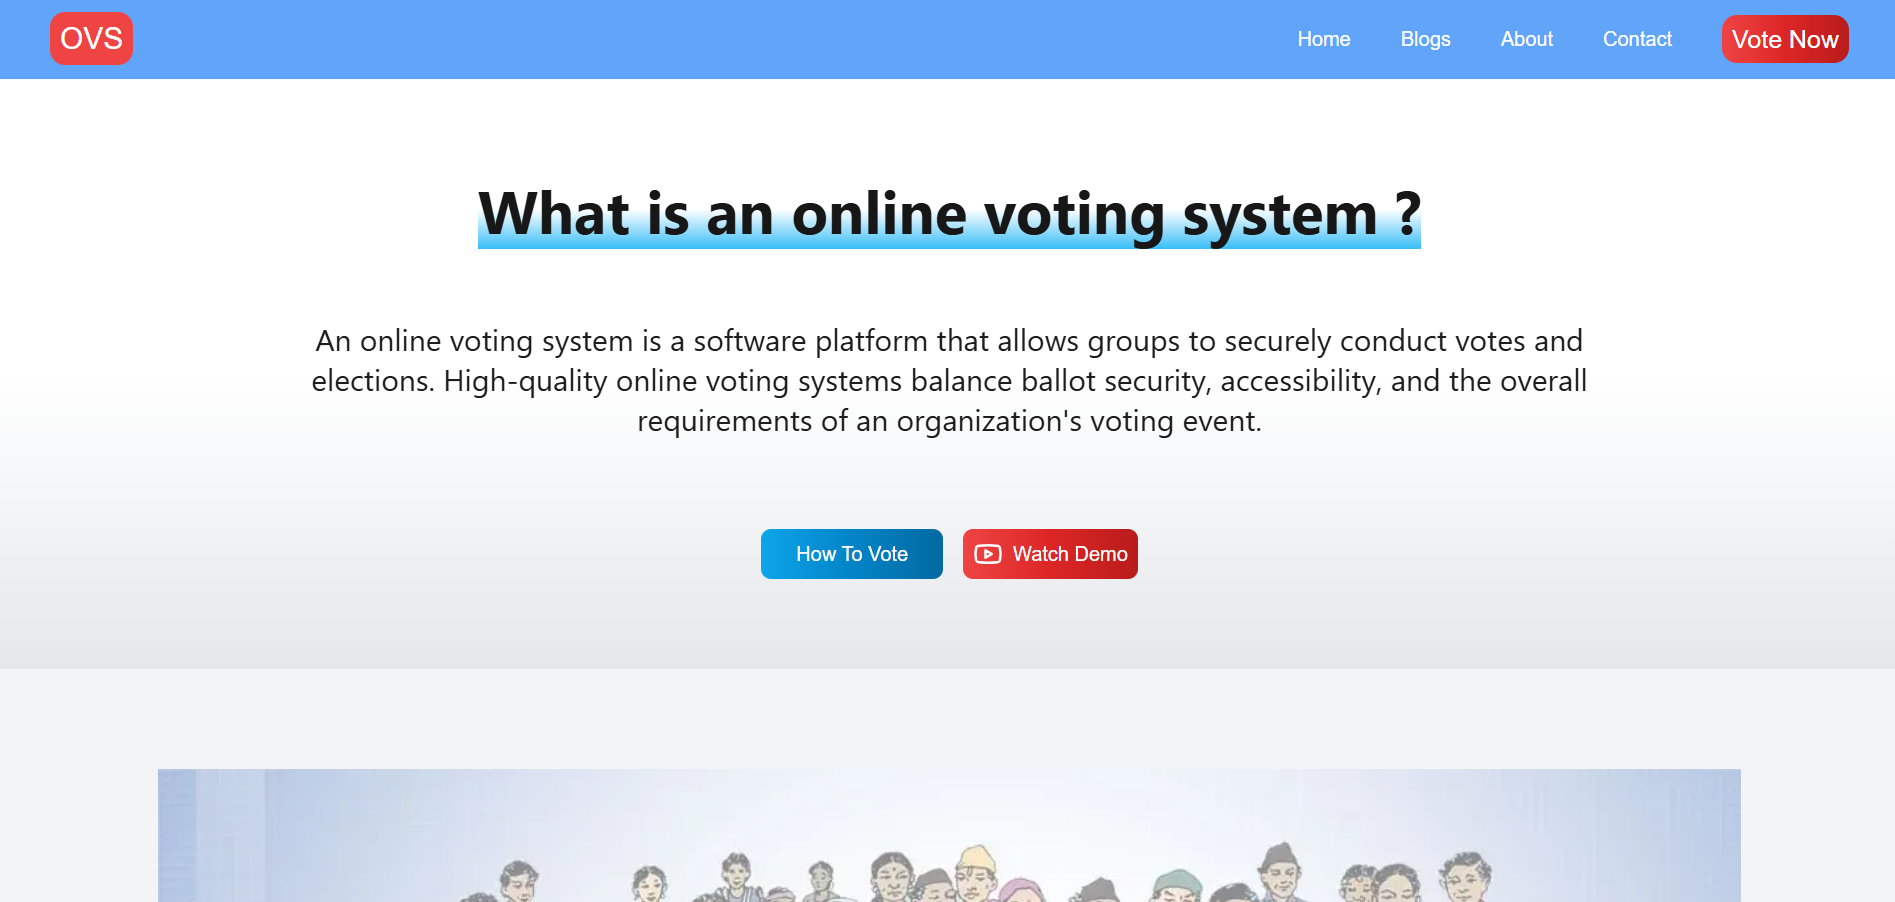 OVS
Home
Blogs
About
Contact
Vote Now
What is an online voting system ?
An online voting system is a software platform that allows groups to securely conduct votes and
elections. High-quality online voting systems balance ballot security, accessibility, and the overall
requirements of an organization's voting event.
How To Vote
Watch Demo